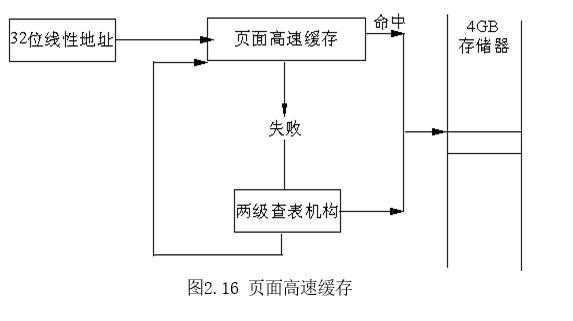 命中
4GB
存储器
32位线性地址
页面高速缓存
失败
两级查表机构
图2.16 页面高速缓存